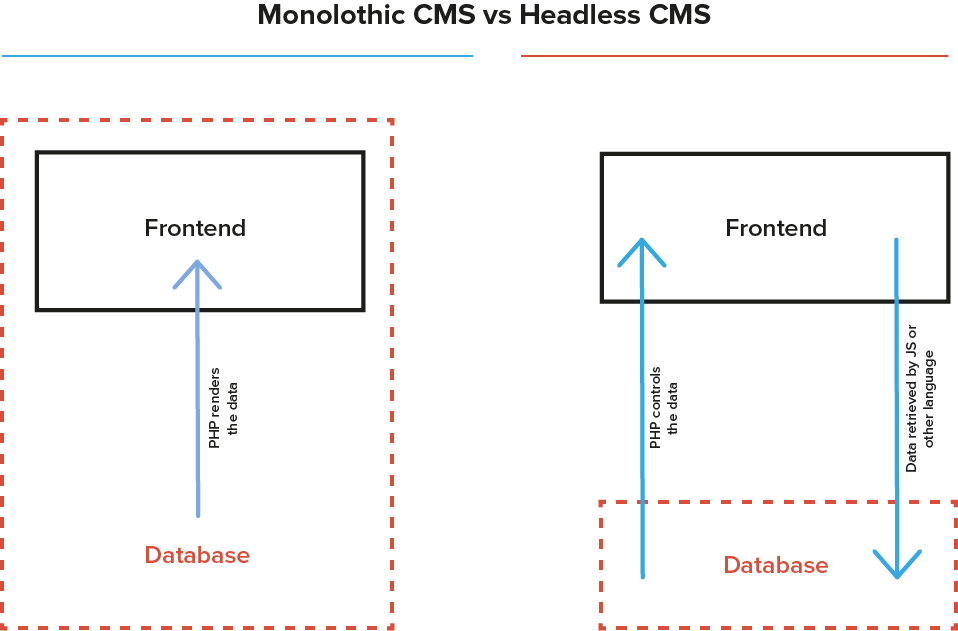 Monolothic CMS vs Headless CMS
Frontend
PHP renders
the data
Database
Frontend
PHP controls
the data
Data retrieved by JS or
other language
Database